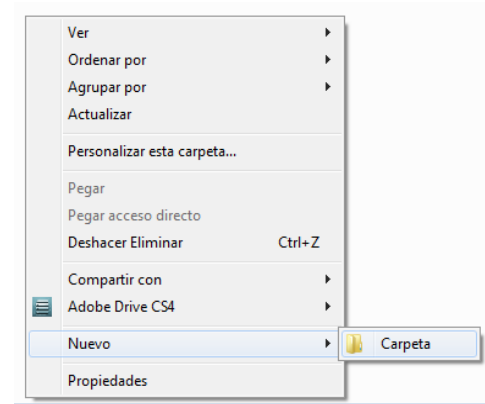 Ver
Ordenar por
Agrupar por
Actualizar
Personalizar esta carpeta...
Pegar
Pegar acceso directo
Deshacer Eliminar Ctrl+Z
Compartir con
Adobe Drive CS4
Nuevo Carpeta
Propiedades